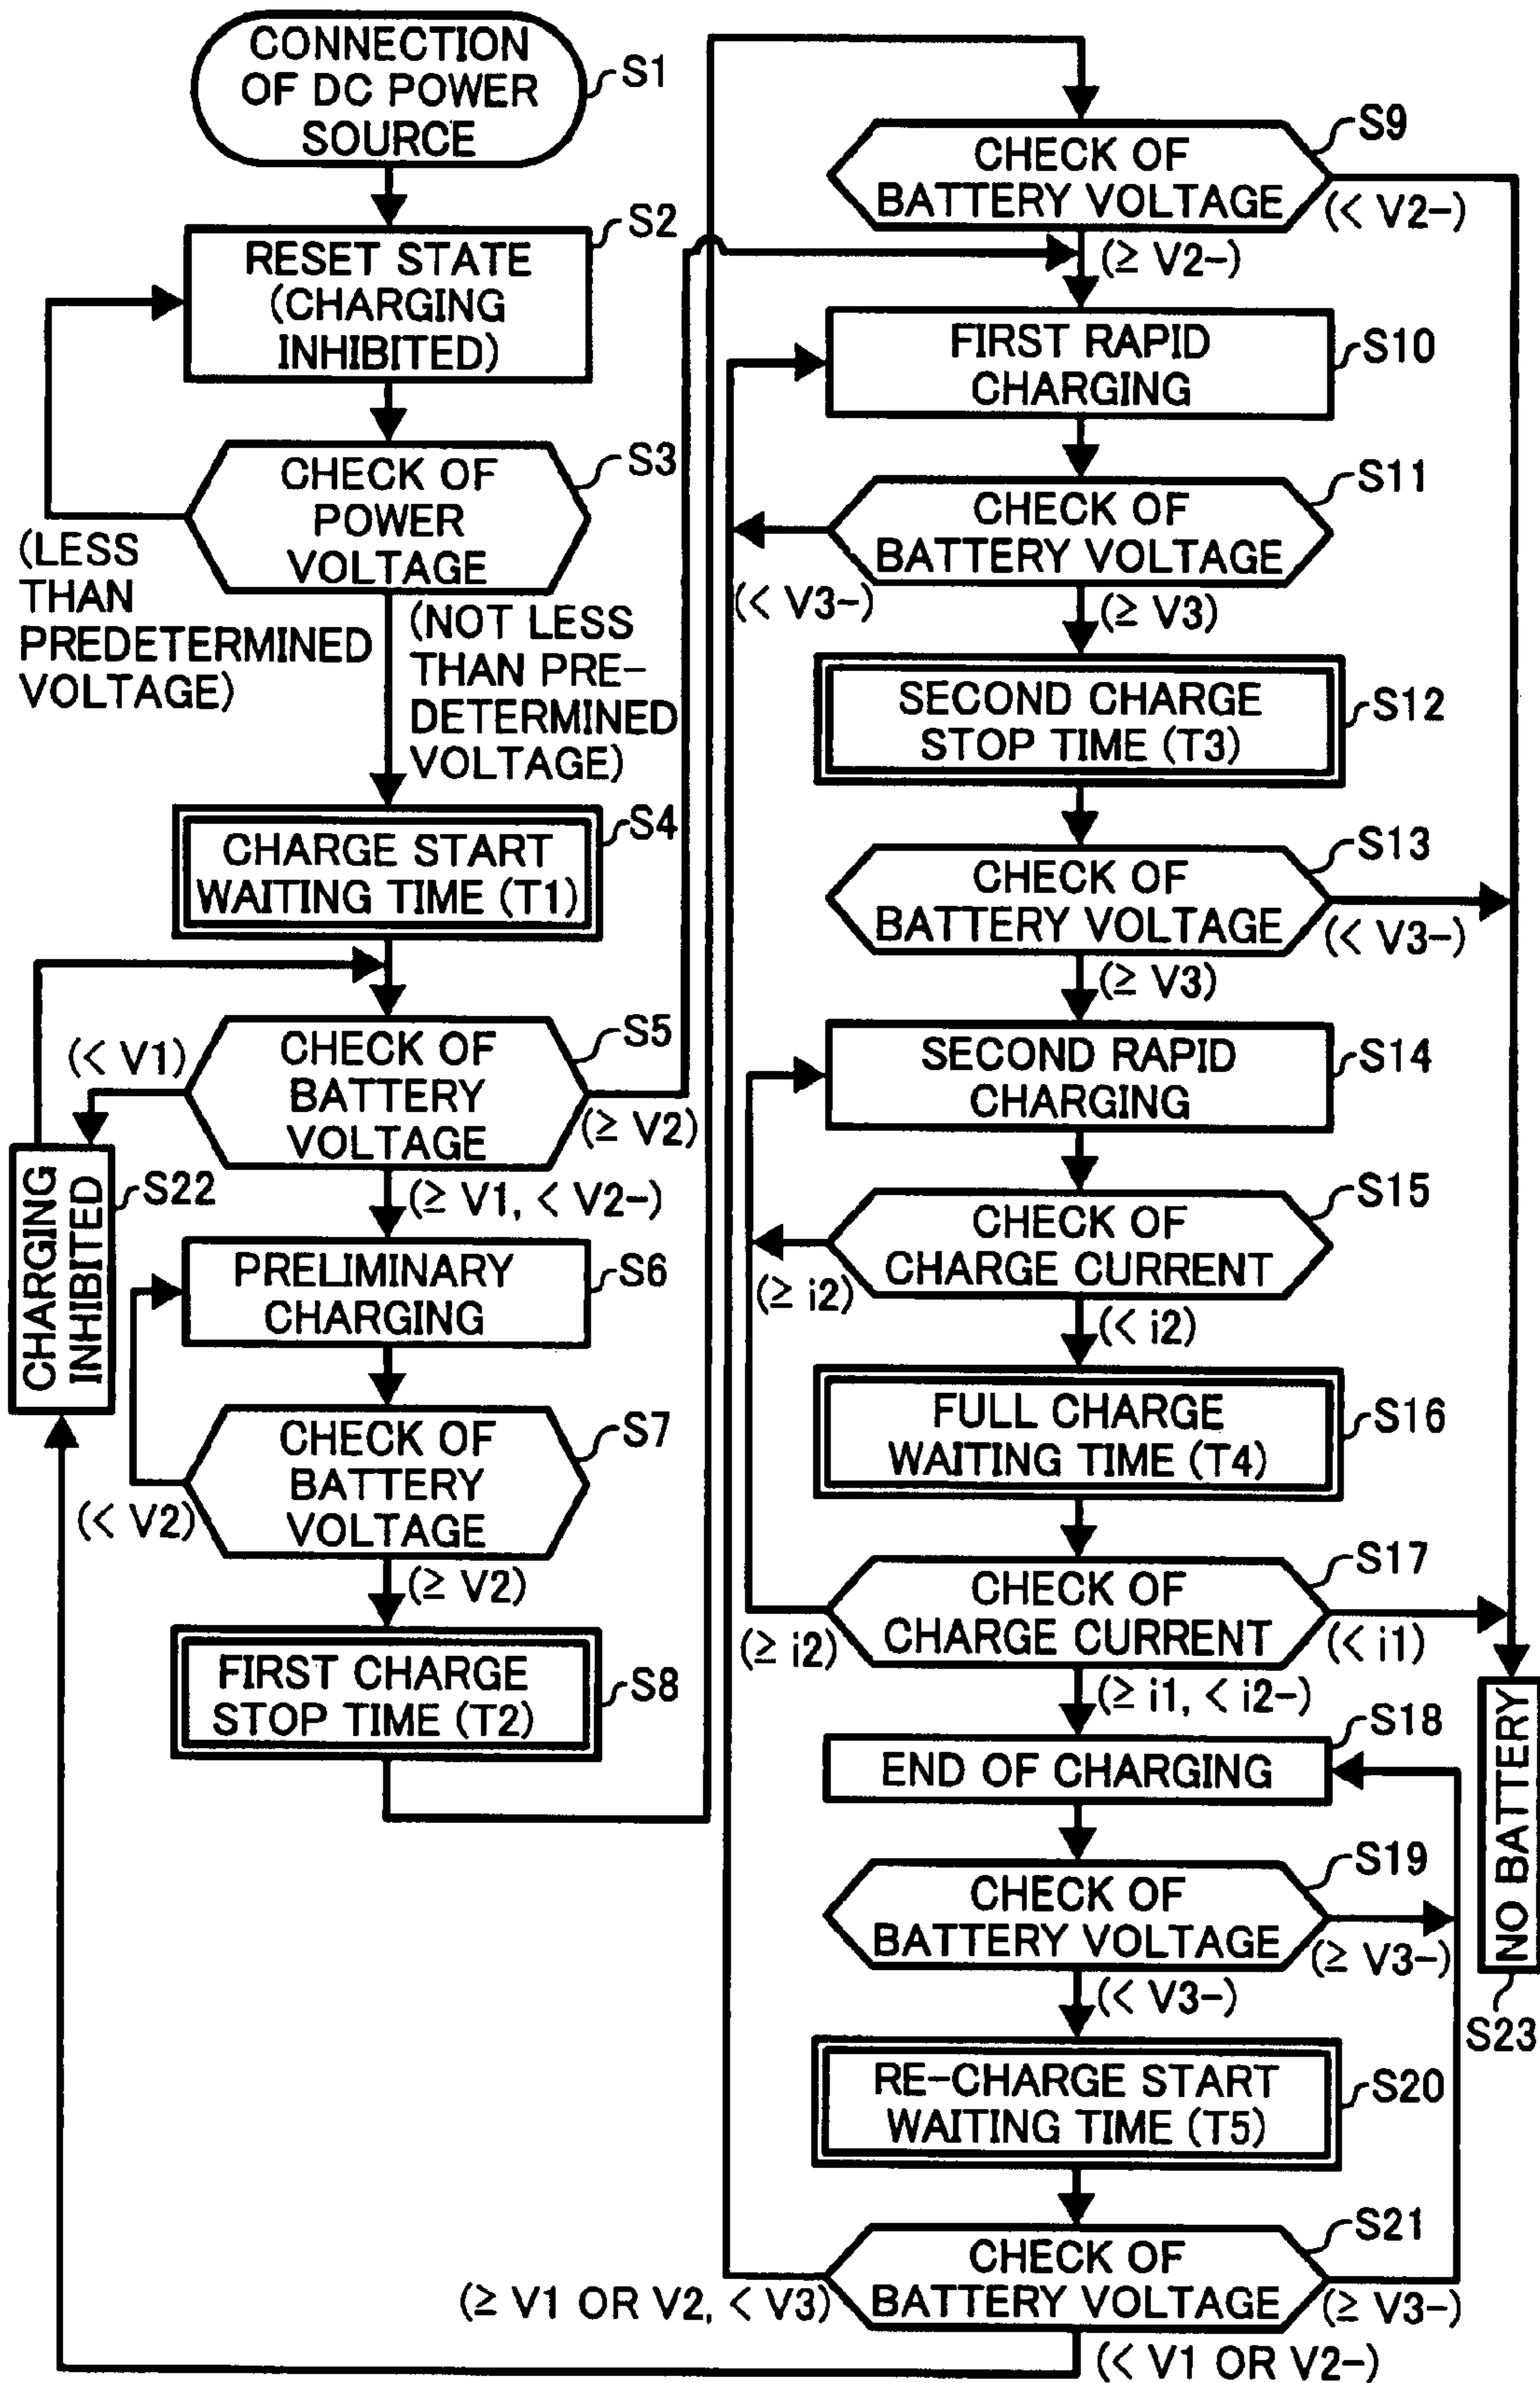 CONNECTION
OF DC POWER
SOURCE
S1
RESET STATE
(CHARGING
INHIBITED)
S2
CHECK OF
POWER
VOLTAGE
S3
(LESS
THAN
PREDETERMINED
VOLTAGE)
(NOT LESS
THAN PRE-
DETERMINED
VOLTAGE)
CHARGE START
WAITING TIME (T1)
S4
CHECK OF
BATTERY
VOLTAGE
S5
(< V1)
(≥ V2)
(≥ V1, < V2-)
CHARGING
INHIBITED
S22
PRELIMINARY
CHARGING
S6
CHECK OF
BATTERY
VOLTAGE
S7
(< V2)
(≥ V2)
FIRST CHARGE
STOP TIME (T2)
S8
CHECK OF
BATTERY VOLTAGE
S9
(< V2-)
(≥ V2-)
FIRST RAPID
CHARGING
S10
CHECK OF
BATTERY VOLTAGE
S11
(< V3-)
(≥ V3)
SECOND CHARGE
STOP TIME (T3)
S12
CHECK OF
BATTERY VOLTAGE
S13
(< V3-)
(≥ V3)
SECOND RAPID
CHARGING
S14
CHECK OF
CHARGE CURRENT
S15
(≥ i2)
(< i2)
FULL CHARGE
WAITING TIME (T4)
S16
CHECK OF
CHARGE CURRENT
S17
(≥ i2)
(< i1)
(≥ i1, < i2-)
END OF CHARGING
S18
CHECK OF
BATTERY VOLTAGE
S19
(≥ V3-)
(< V3-)
NO BATTERY
S23
RE-CHARGE START
WAITING TIME (T5)
S20
CHECK OF
BATTERY VOLTAGE
S21
(≥ V1 OR V2, < V3)
(≥ V3-)
(< V1 OR V2-)